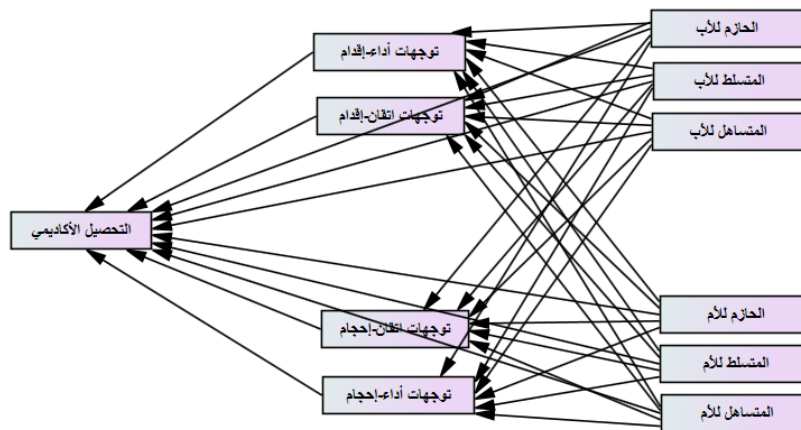 الحازم للأب
توجهات أداء-إقدام
المتسلط للأب
توجهات اتقان-إقدام
المتساهل للأب
التحصيل الأكاديمي
الحازم للأم
توجهات اتقان-إحجام
المتسلط للأم
توجهات أداء-إحجام
المتساهل للأم